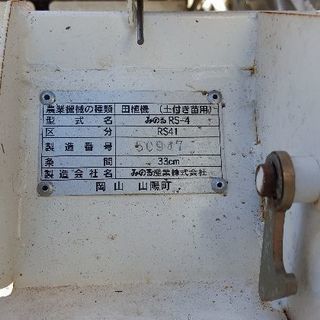 農業機械の種類 田植機(土付き苗用)
型式名 みのるRS-4
区分 RS41
製造番号 50947
条間 33cm
製造会社名 みのる産業株式会社
岡山 山陽町